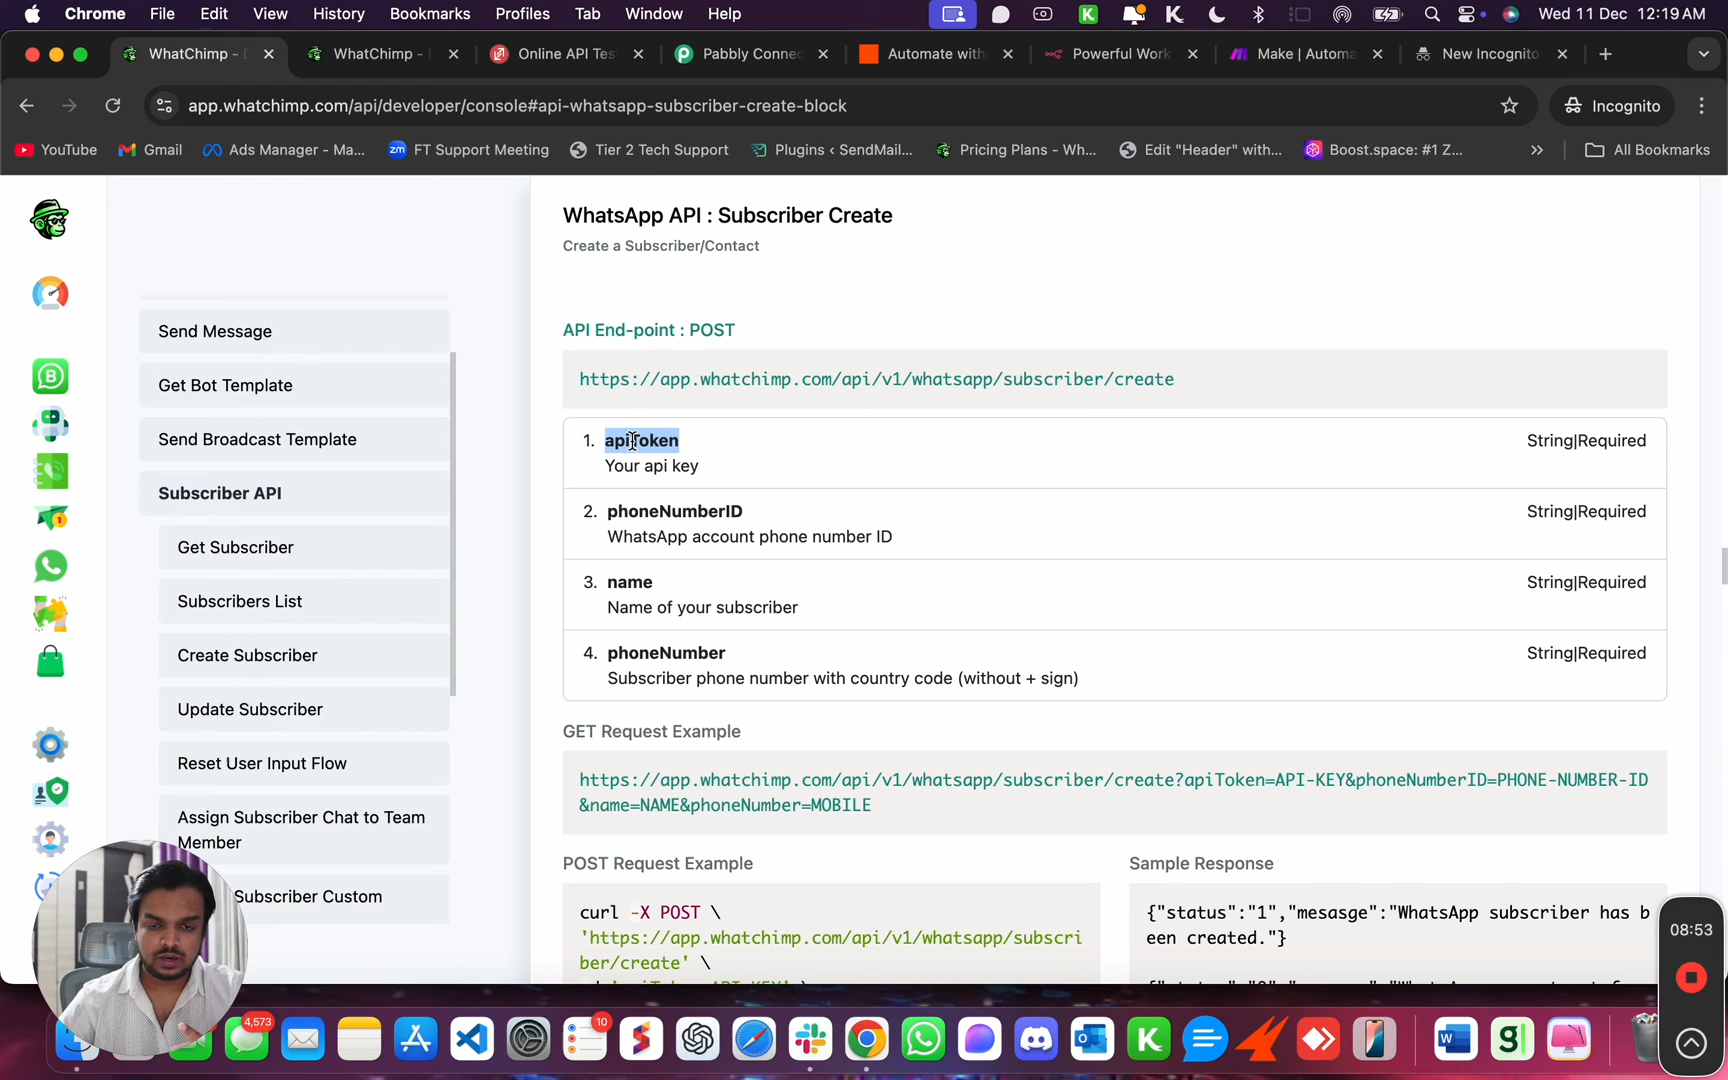 Chrome File Edit View History Bookmarks Profiles Tab Window Help Wed 11 Dec 12:19 AM
WhatChimp - WhatChimp - Online API Tes Pabbly Conne Automate with Powerful Work Make | Automa New Incognito
app.whatchimp.com/api/developer/console#api-whatsapp-subscriber-create-block Incognito
YouTube Gmail Ads Manager - Ma... FT Support Meeting Tier 2 Tech Support Plugins ‹ SendMail... Pricing Plans - Wh... Edit "Header" with... Boost.space: #1 Z... » All Bookmarks
Send Message
Get Bot Template
Send Broadcast Template
Subscriber API
Get Subscriber
Subscribers List
Create Subscriber
Update Subscriber
Reset User Input Flow
Assign Subscriber Chat to Team
Member
Subscriber Custom
WhatsApp API : Subscriber Create
Create a Subscriber/Contact
API End-point : POST
https://app.whatchimp.com/api/v1/whatsapp/subscriber/create
1. apiToken String|Required
Your api key
2. phoneNumberID String|Required
WhatsApp account phone number ID
3. name String|Required
Name of your subscriber
4. phoneNumber String|Required
Subscriber phone number with country code (without + sign)
GET Request Example
https://app.whatchimp.com/api/v1/whatsapp/subscriber/create?apiToken=API-KEY&phoneNumberID=PHONE-NUMBER-ID
&name=NAME&phoneNumber=MOBILE
POST Request Example
curl -X POST \
'https://app.whatchimp.com/api/v1/whatsapp/subscri
ber/create' \
Sample Response
{"status":"1","mesasge":"WhatsApp subscriber has b
een created."}
08:53
4,573
10